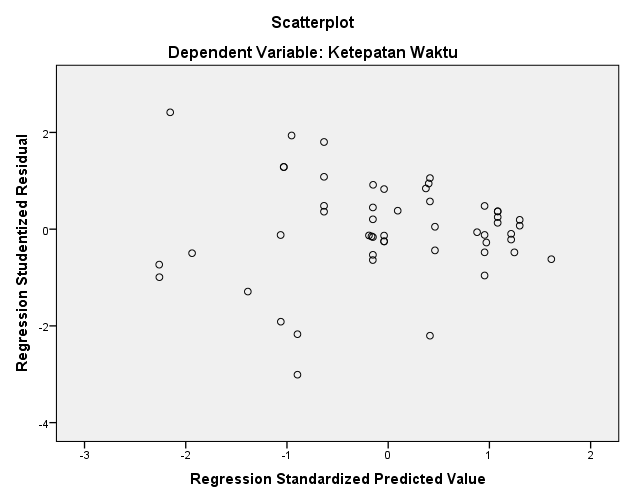 Scatterplot
Dependent Variable: Ketepatan Waktu
Regression Studentized Residual
2
0
-2
-4
-3
-2
-1
0
1
2
Regression Standardized Predicted Value